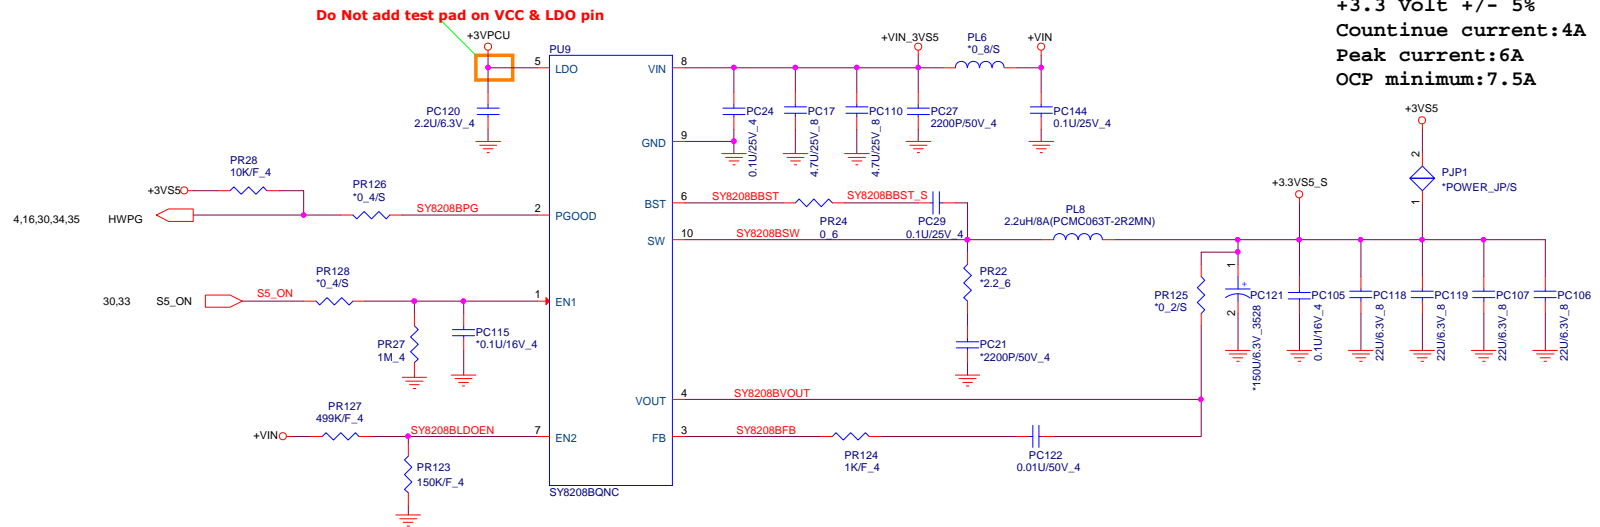 Do Not add test pad on VCC & LDO pin
+3.3 Volt +/- 5%
Countinue current:4A
Peak current:6A
OCP minimum:7.5A
+3VPCU
PU9
5
LDO
PC120
2.2U/6.3V_4
VIN
8
+VIN_3VS5
PL6
*0_8/S
+VIN
PC24
0.1U/25V_4
PC17
4.7U/25V_8
PC110
4.7U/25V_8
PC27
2200P/50V_4
PC144
0.1U/25V_4
GND
9
+3VS5
2
PJP1
*POWER_JP/S
1
PR28
10K/F_4
+3VS5
PR126
*0_4/S
4,16,30,34,35
HWPG
SY8208BPG
2
PGOOD
BST
6
SY8208BBST
SY8208BBST_S
PR24
0_6
PC29
0.1U/25V_4
SW
10
SY8208BSW
PL8
2.2uH/8A(PCMC063T-2R2MN)
+3.3VS5_S
PR22
*2.2_6
PC21
*2200P/50V_4
PR125
*0_2/S
1
+
2
PC121
*150U/6.3V_3528
PC105
0.1U/16V_4
PC118
22U/6.3V_8
PC119
22U/6.3V_8
PC107
22U/6.3V_8
PC106
22U/6.3V_8
30,33
S5_ON
S5_ON
PR128
*0_4/S
1
EN1
PR27
1M_4
PC115
*0.1U/16V_4
VOUT
4
SY8208BVOUT
PR127
499K/F_4
+VIN
SY8208BLDOEN
7
EN2
PR123
150K/F_4
FB
3
SY8208BFB
PR124
1K/F_4
PC122
0.01U/50V_4
SY8208BQNC